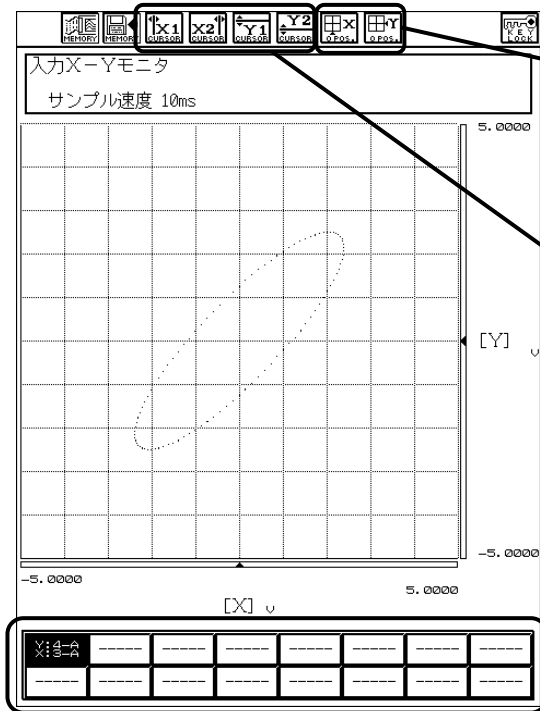 MEMORY MEMORY X1 CURSOR X2 CURSOR Y1 CURSOR Y2 CURSOR X 0 POS. Y 0 POS. KEY LOCK
入力X－Yモニタ
サンプル速度 10ms
5.0000
[Y] V
-5.0000
-5.0000
5.0000
[X] V
Y:4-A ----- ----- ----- ----- ----- ----- -----
X:3-A
----- ----- ----- ----- ----- ----- ----- -----